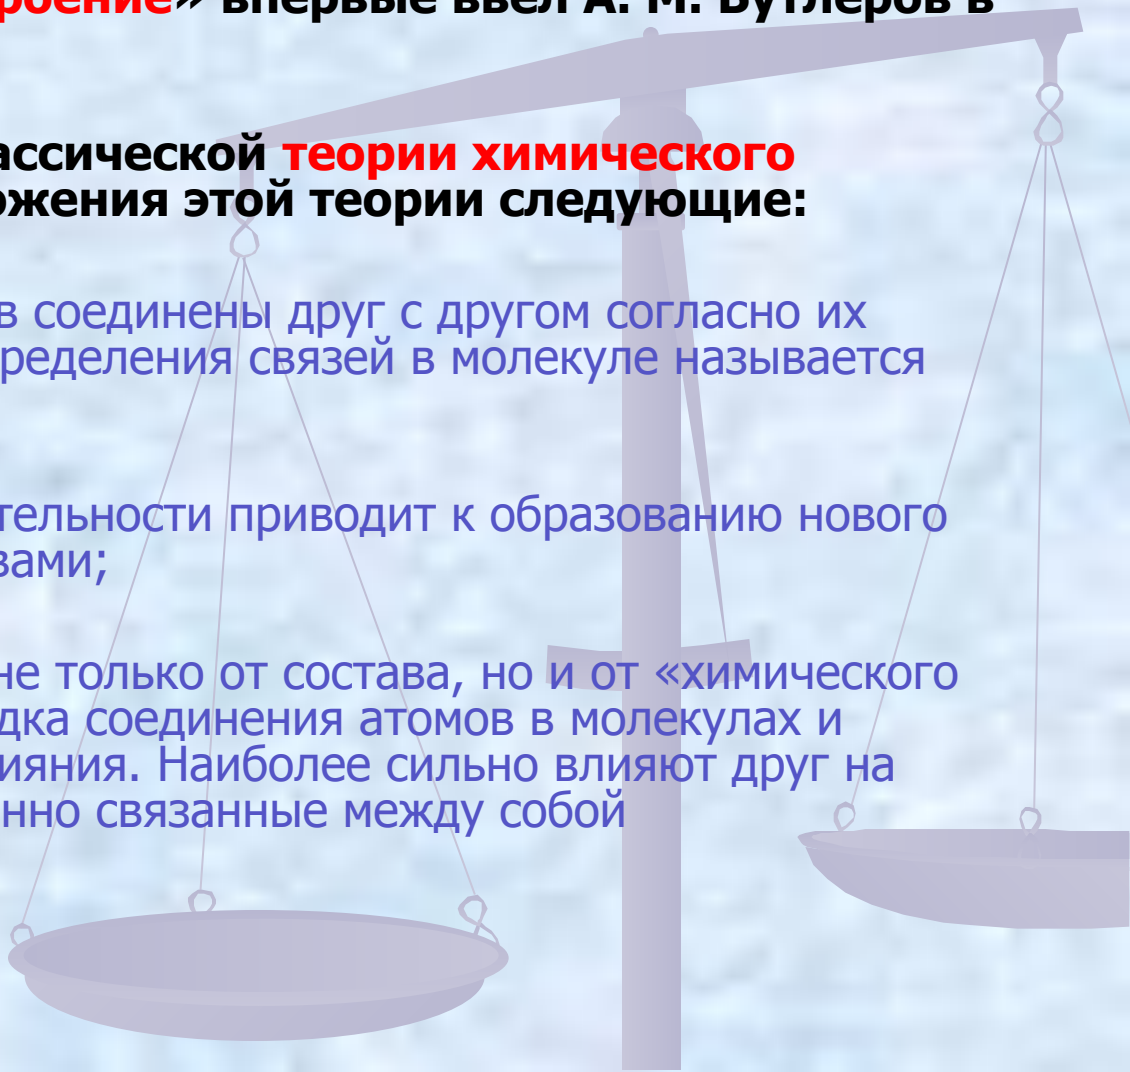 роение» впервые ввел А. М. Бутлеров в
ассической теории химического
ожения этой теории следующие:
в соединены друг с другом согласно их
ределения связей в молекуле называется
тельности приводит к образованию нового
вами;
не только от состава, но и от «химического
дка соединения атомов в молекулах и
ияния. Наиболее сильно влияют друг на
нно связанные между собой